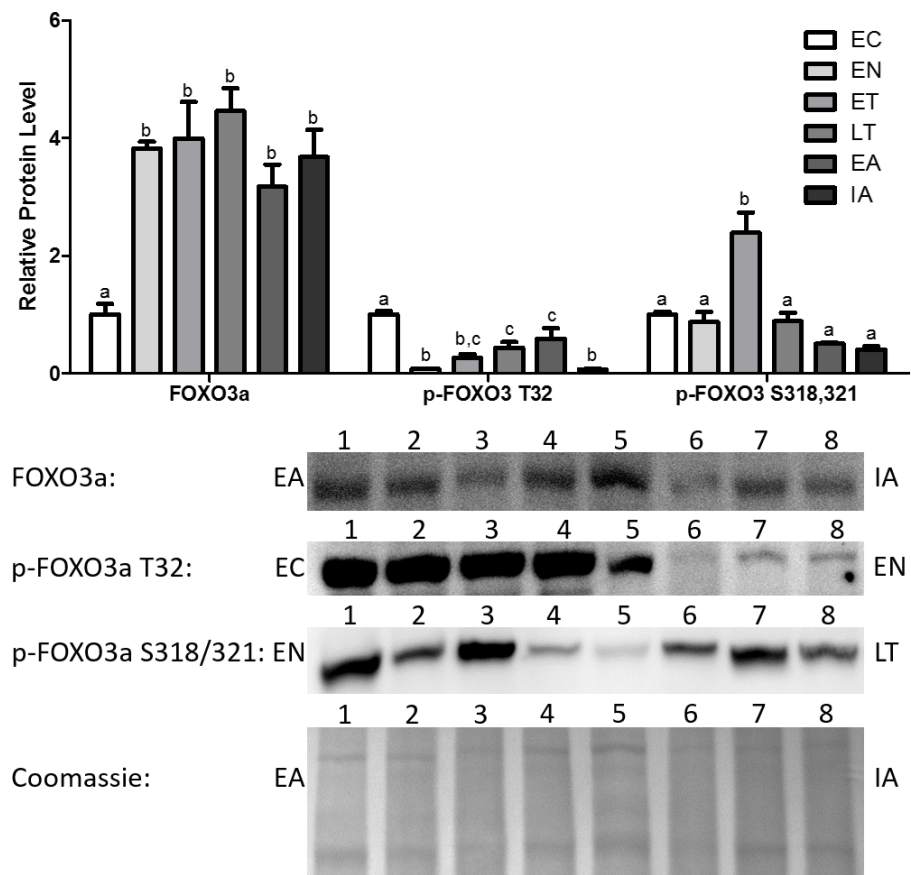 6
4
2
0
Relative Protein Level
a b b b b b
a b b,c c c b
a a b a a a
EC
EN
ET
LT
EA
IA
FOXO3a p-FOXO3 T32 p-FOXO3 S318,321
1 2 3 4 5 6 7 8
FOXO3a: EA IA
1 2 3 4 5 6 7 8
p-FOXO3a T32: EC EN
1 2 3 4 5 6 7 8
p-FOXO3a S318/321: EN LT
1 2 3 4 5 6 7 8
Coomassie: EA IA